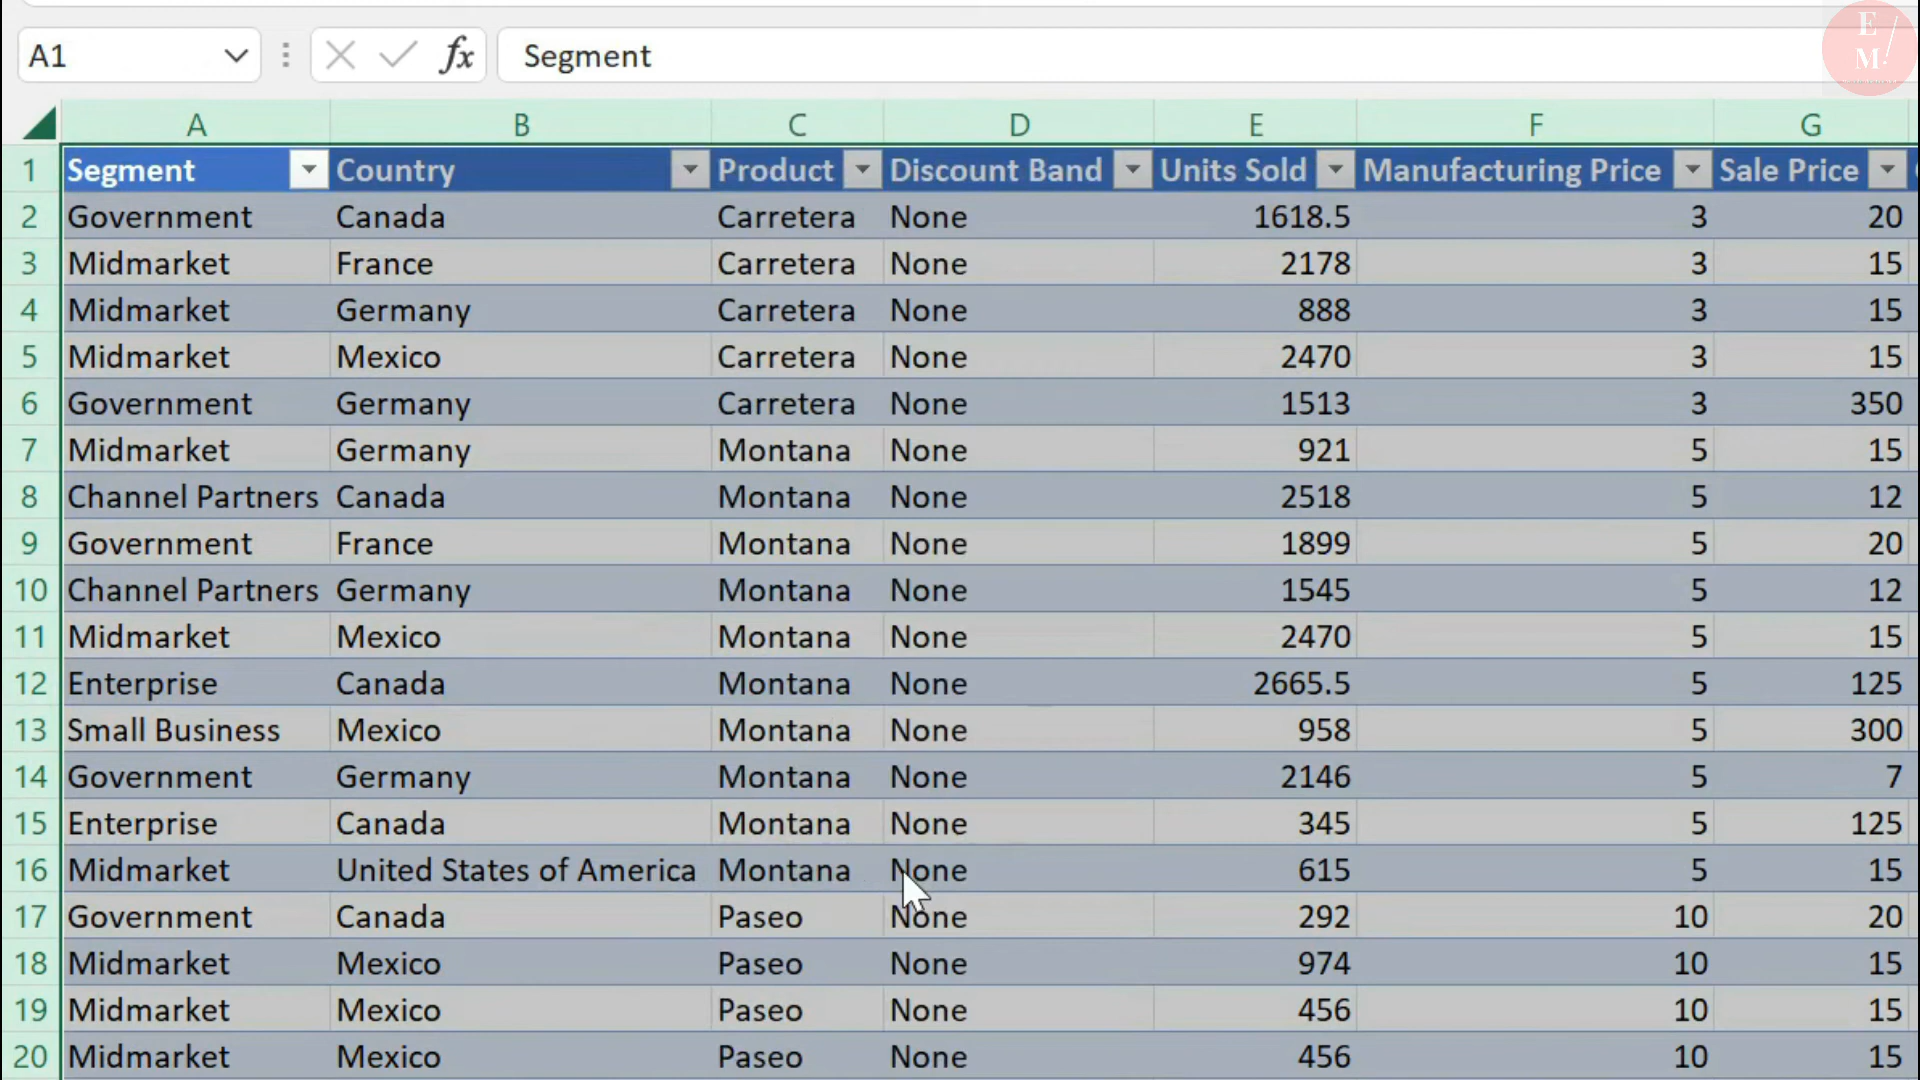 A1 fx Segment
E/
M.
A B C D E F G
1 Segment Country Product Discount Band Units Sold Manufacturing Price Sale Price
2 Government Canada Carretera None 1618.5 3 20
3 Midmarket France Carretera None 2178 3 15
4 Midmarket Germany Carretera None 888 3 15
5 Midmarket Mexico Carretera None 2470 3 15
6 Government Germany Carretera None 1513 3 350
7 Midmarket Germany Montana None 921 5 15
8 Channel Partners Canada Montana None 2518 5 12
9 Government France Montana None 1899 5 20
10 Channel Partners Germany Montana None 1545 5 12
11 Midmarket Mexico Montana None 2470 5 15
12 Enterprise Canada Montana None 2665.5 5 125
13 Small Business Mexico Montana None 958 5 300
14 Government Germany Montana None 2146 5 7
15 Enterprise Canada Montana None 345 5 125
16 Midmarket United States of America Montana None 615 5 15
17 Government Canada Paseo None 292 10 20
18 Midmarket Mexico Paseo None 974 10 15
19 Midmarket Mexico Paseo None 456 10 15
20 Midmarket Mexico Paseo None 456 10 15